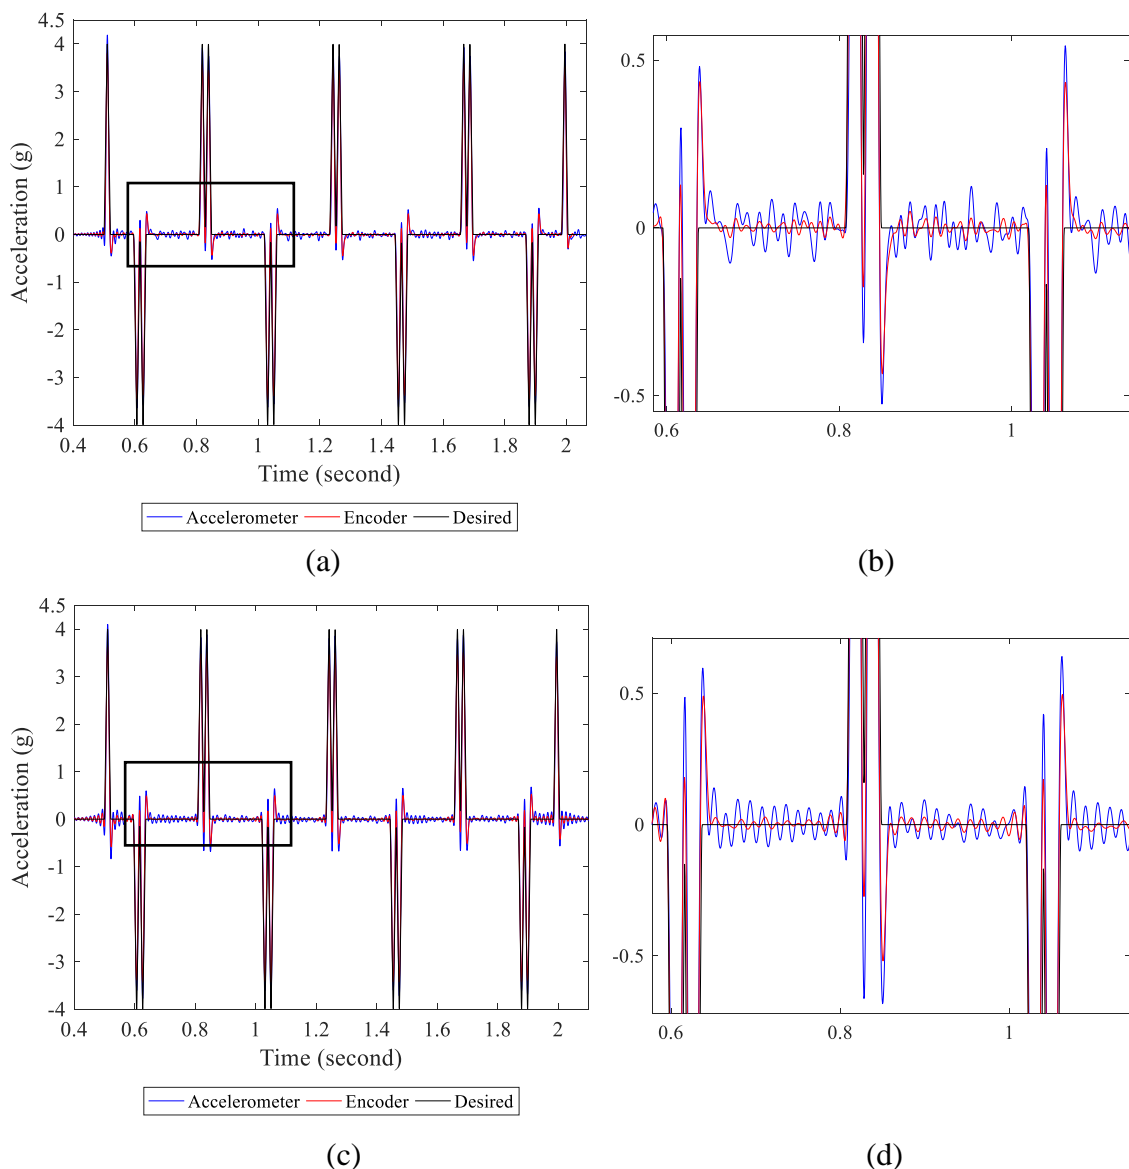 4.5
4
3
2
1
0
-1
-2
-3
-4
Acceleration (g)
0.4 0.6 0.8 1 1.2 1.4 1.6 1.8 2
Time (second)
Accelerometer Encoder Desired
(a)
0.5
0
-0.5
0.6 0.8 1
(b)
4.5
4
3
2
1
0
-1
-2
-3
-4
Acceleration (g)
0.4 0.6 0.8 1 1.2 1.4 1.6 1.8 2
Time (second)
Accelerometer Encoder Desired
(c)
0.5
0
-0.5
0.6 0.8 1
(d)